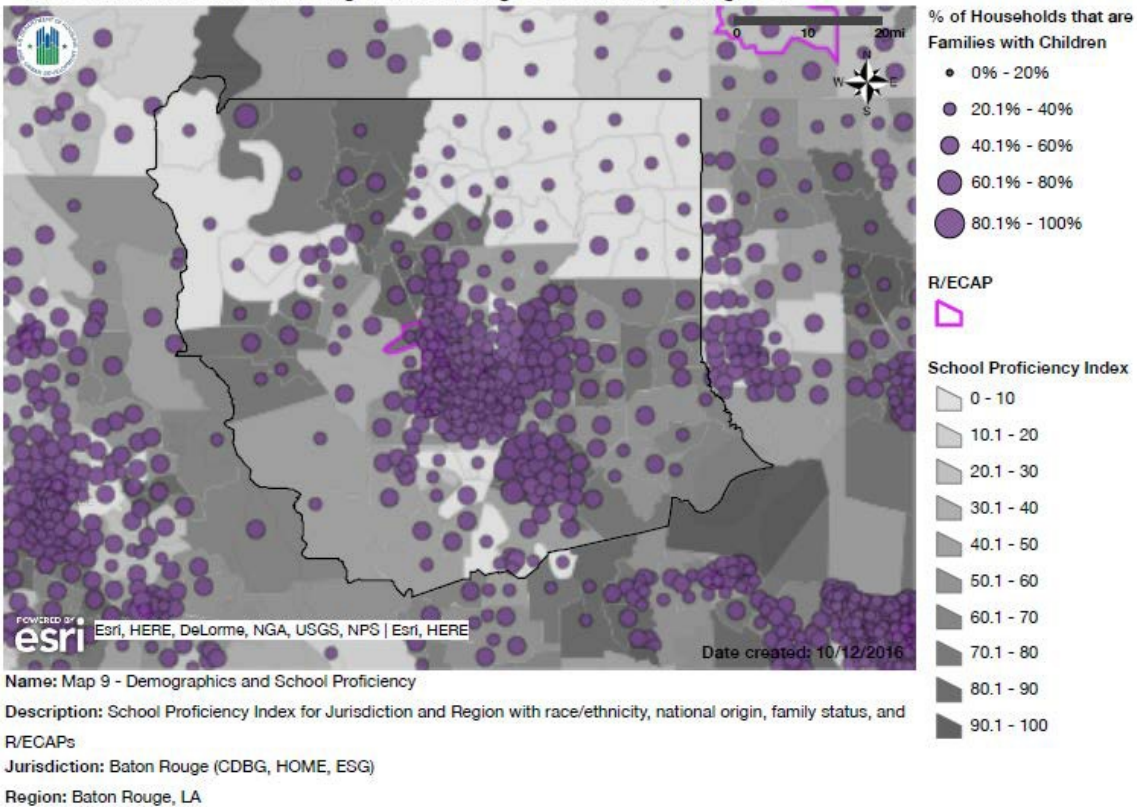 0 10 20mi
N
W E
S
% of Households that are
Families with Children
0% - 20%
20.1% - 40%
40.1% - 60%
60.1% - 80%
80.1% - 100%
R/ECAP
School Proficiency Index
0 - 10
10.1 - 20
20.1 - 30
30.1 - 40
40.1 - 50
50.1 - 60
60.1 - 70
70.1 - 80
80.1 - 90
90.1 - 100
POWERED BY
esri
Esri, HERE, DeLorme, NGA, USGS, NPS | Esri, HERE
Date created: 10/12/2016
Name: Map 9 - Demographics and School Proficiency
Description: School Proficiency Index for Jurisdiction and Region with race/ethnicity, national origin, family status, and
R/ECAPs
Jurisdiction: Baton Rouge (CDBG, HOME, ESG)
Region: Baton Rouge, LA